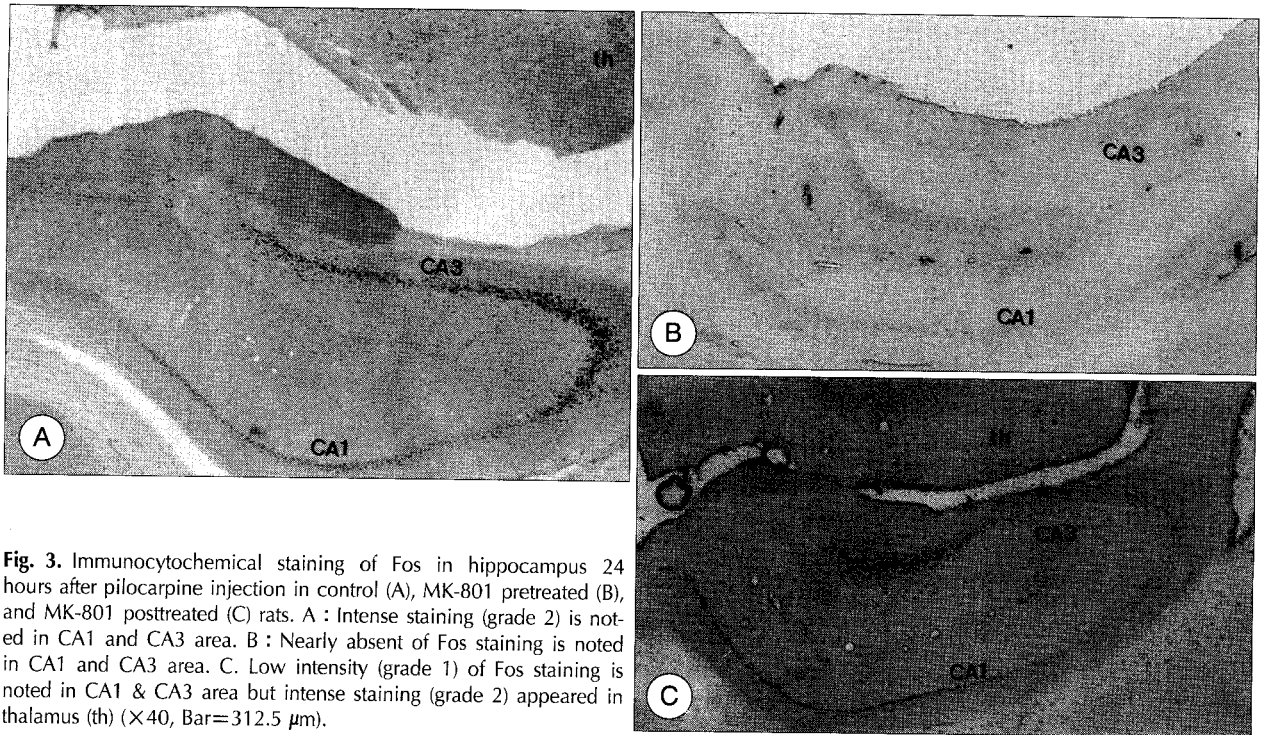 th
CA3
CA1
A
CA3
CA1
B
th
CA3
CA1
C
Fig. 3. Immunocytochemical staining of Fos in hippocampus 24
hours after pilocarpine injection in control (A), MK-801 pretreated (B),
and MK-801 posttreated (C) rats. A : Intense staining (grade 2) is not-
ed in CA1 and CA3 area. B : Nearly absent of Fos staining is noted
in CA1 and CA3 area. C. Low intensity (grade 1) of Fos staining is
noted in CA1 & CA3 area but intense staining (grade 2) appeared in
thalamus (th) (×40, Bar=312.5 μm).